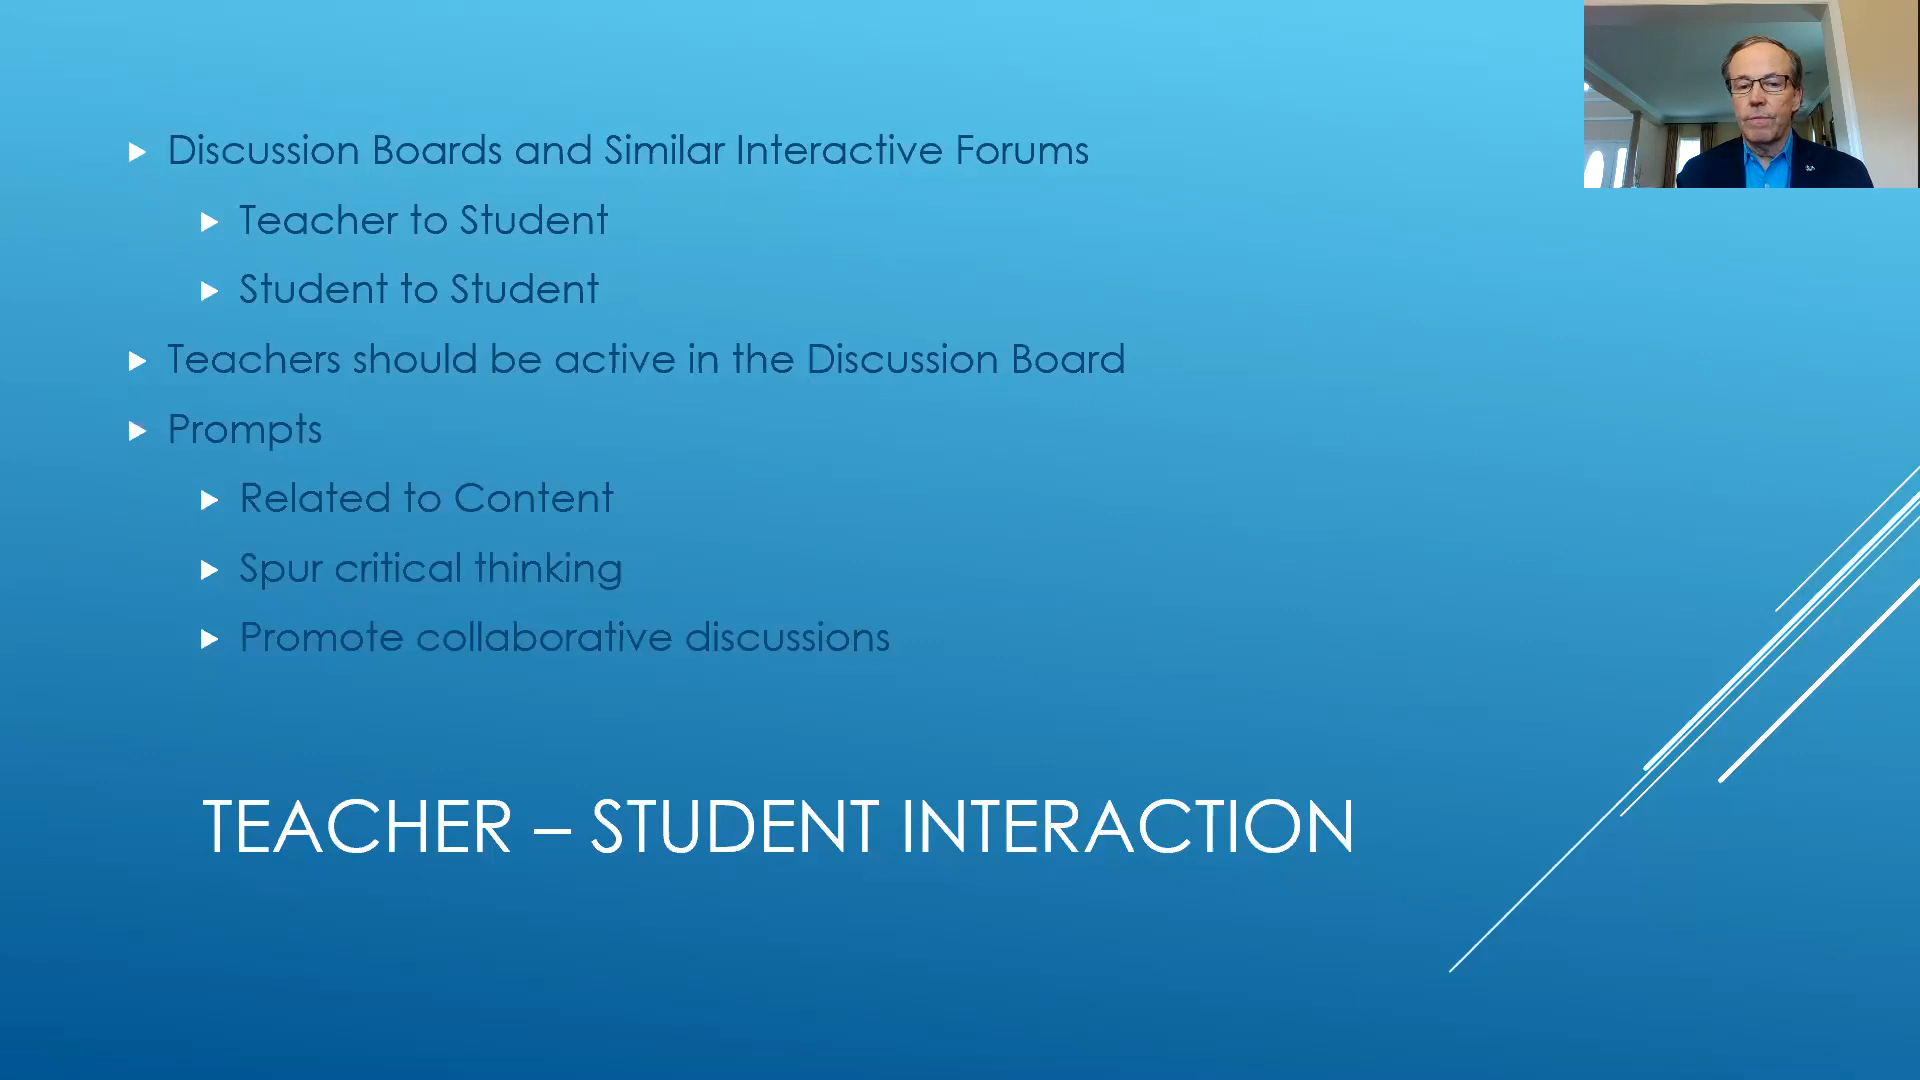 Discussion Boards and Similar Interactive Forums
Teacher to Student
Student to Student
Teachers should be active in the Discussion Board
Prompts
Related to Content
Spur critical thinking
Promote collaborative discussions
TEACHER – STUDENT INTERACTION